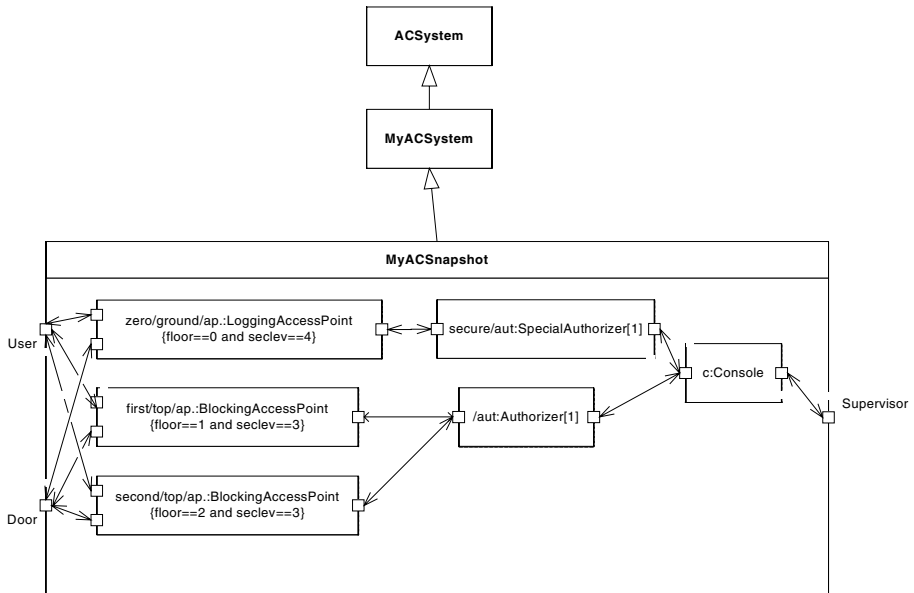 ACSystem
MyACSystem
MyACSnapshot
zero/ground/ap.:LoggingAccessPoint
{floor==0 and seclev==4}
secure/aut:SpecialAuthorizer[1]
User
c:Console
first/top/ap.:BlockingAccessPoint
{floor==1 and seclev==3}
/aut:Authorizer[1]
Supervisor
second/top/ap.:BlockingAccessPoint
{floor==2 and seclev==3}
Door